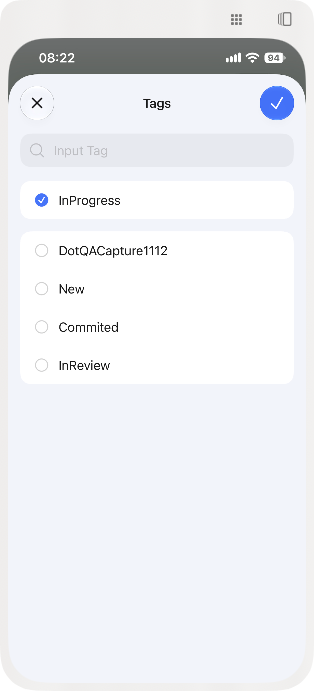 08:22
94
Tags
Input Tag
InProgress
DotQACapture1112
New
Commited
InReview